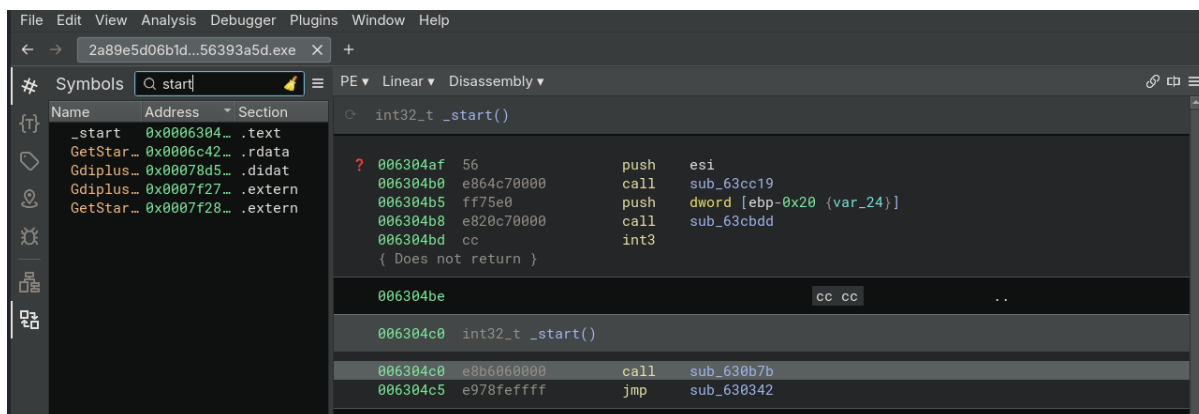 File Edit View Analysis Debugger Plugins Window Help
2a89e5d06b1d...56393a5d.exe
Symbols start PE Linear Disassembly
Name Address Section
_start 0x0006304… .text
GetStar… 0x0006c42… .rdata
Gdiplus… 0x00078d5… .didat
Gdiplus… 0x0007f27… .extern
GetStar… 0x0007f28… .extern
int32_t _start()
? 006304af 56 push esi
006304b0 e864c70000 call sub_63cc19
006304b5 ff75e0 push dword [ebp-0x20 {var_24}]
006304b8 e820c70000 call sub_63cbdd
006304bd cc int3
{ Does not return }
006304be cc cc ..
006304c0 int32_t _start()
006304c0 e8b6060000 call sub_630b7b
006304c5 e978feffff jmp sub_630342